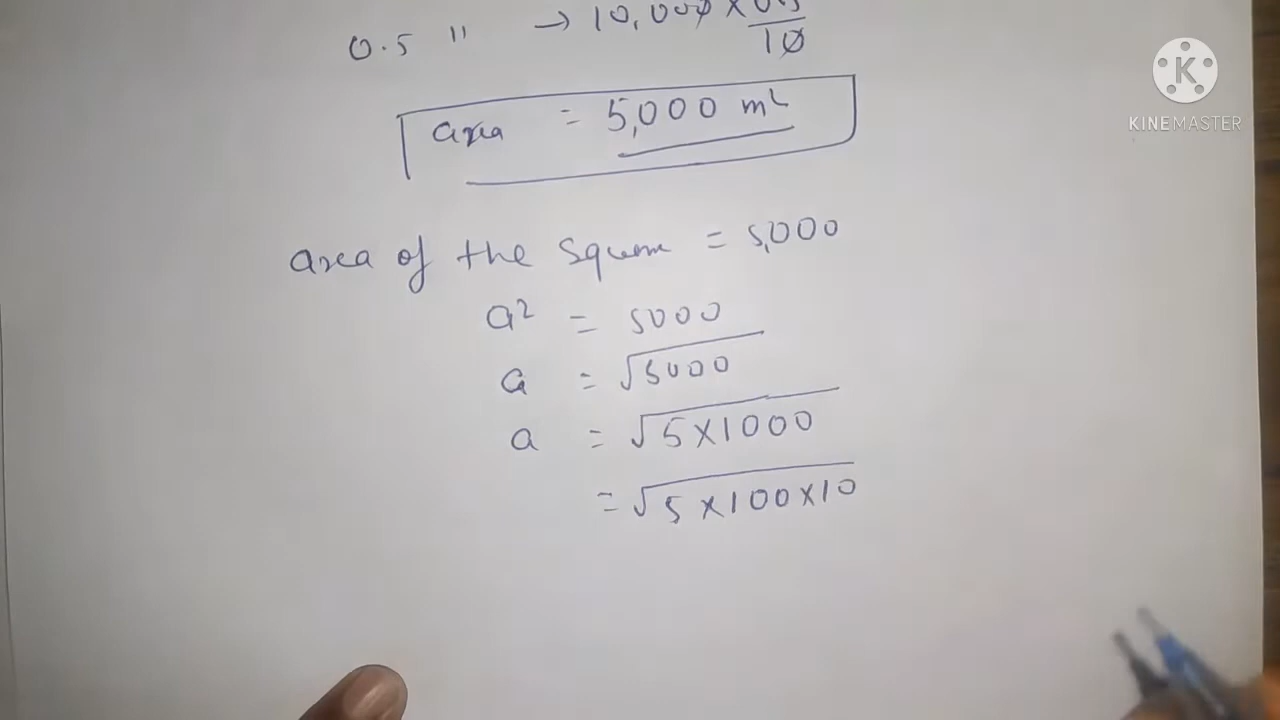 0.5 " → 10,000 × 0.5/10
area = 5,000 m²
area of the square = 5,000
a² = 5000
a = √5000
a = √5×1000
= √5×100×10
KINEMASTER